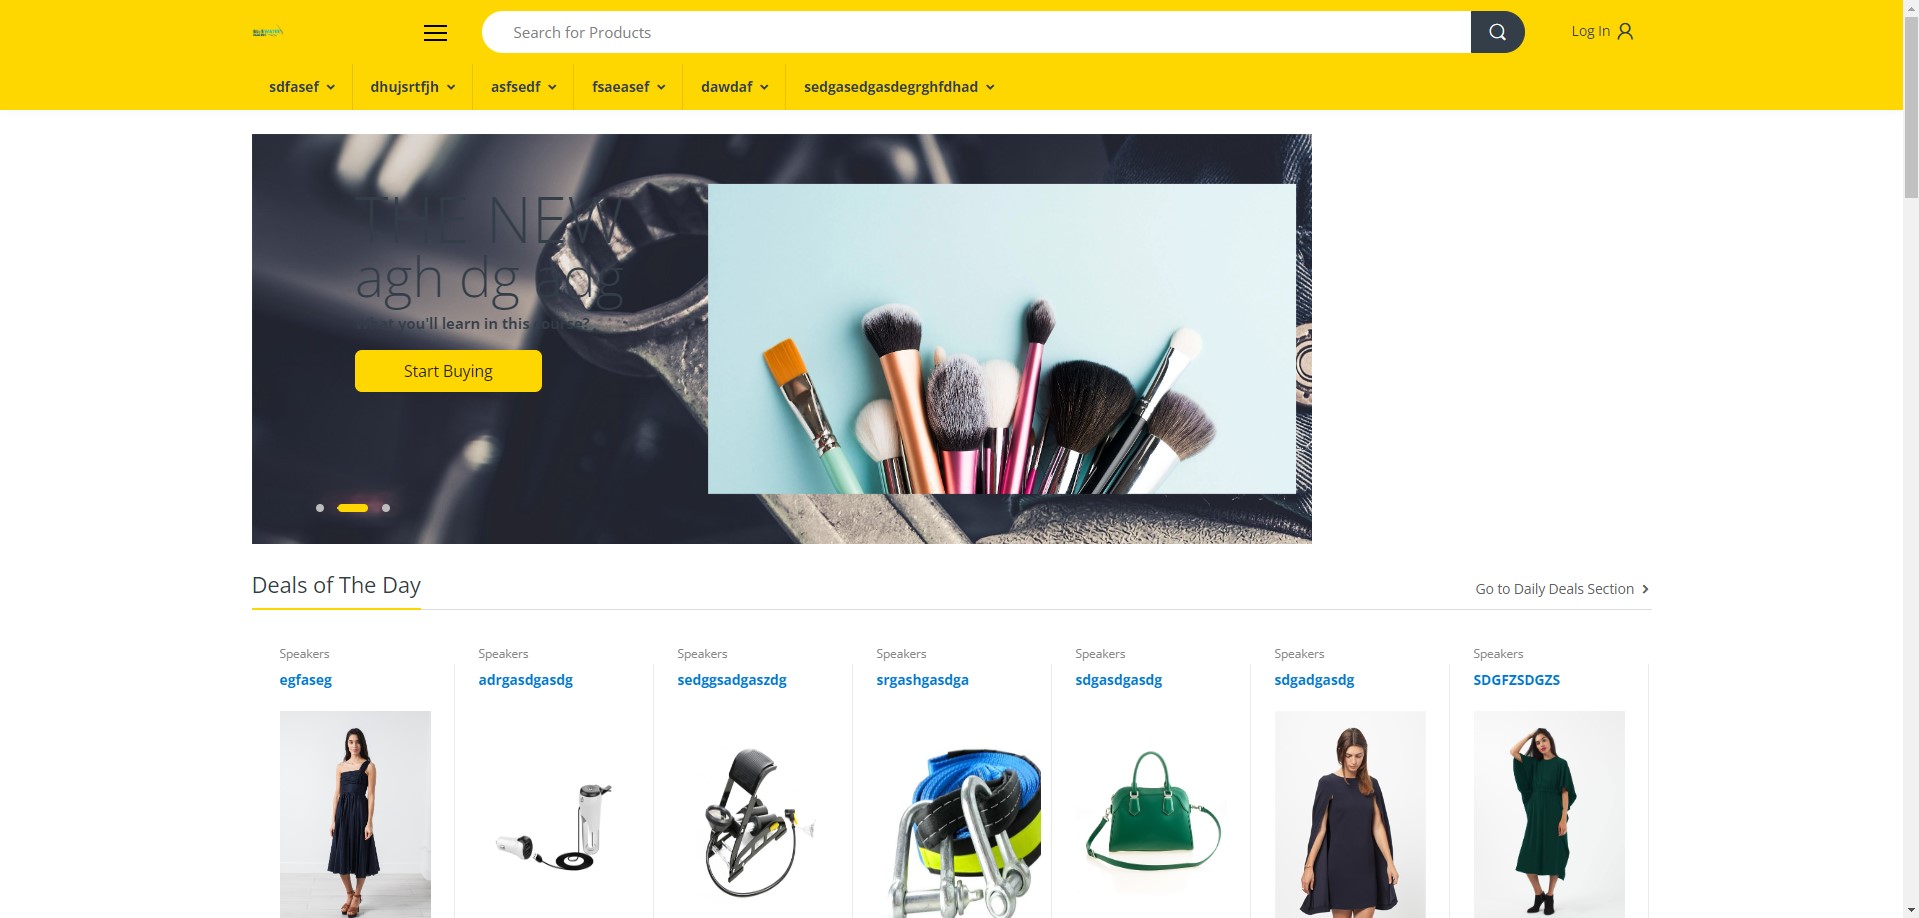 Search for Products
Log In
sdfasef
dhujsrtfjh
asfsedf
fsaeasef
dawdaf
sedgasedgasdegrghfdhad
THE NEW
agh dg adg
What you'll learn in this course?
Start Buying
Deals of The Day
Go to Daily Deals Section
Speakers
egfaseg
Speakers
adrgasdgasdg
Speakers
sedggsadgaszdg
Speakers
srgashgasdga
Speakers
sdgasdgasdg
Speakers
sdgadgasdg
Speakers
SDGFZSDGZS